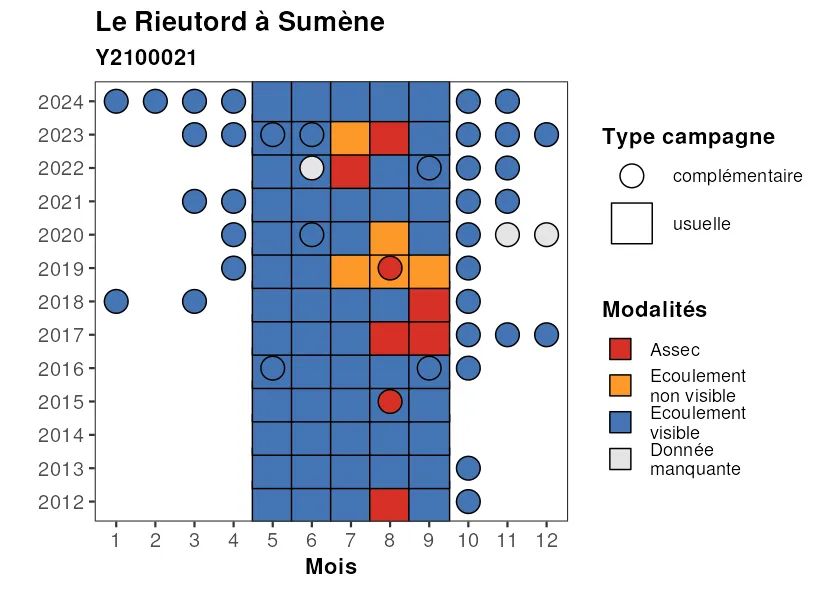 Le Rieutord à Sumène
Y2100021
2024
2023
2022
2021
2020
2019
2018
2017
2016
2015
2014
2013
2012
1 2 3 4 5 6 7 8 9 10 11 12
Mois
Type campagne
complémentaire
usuelle
Modalités
Assec
Ecoulement
non visible
Ecoulement
visible
Donnée
manquante